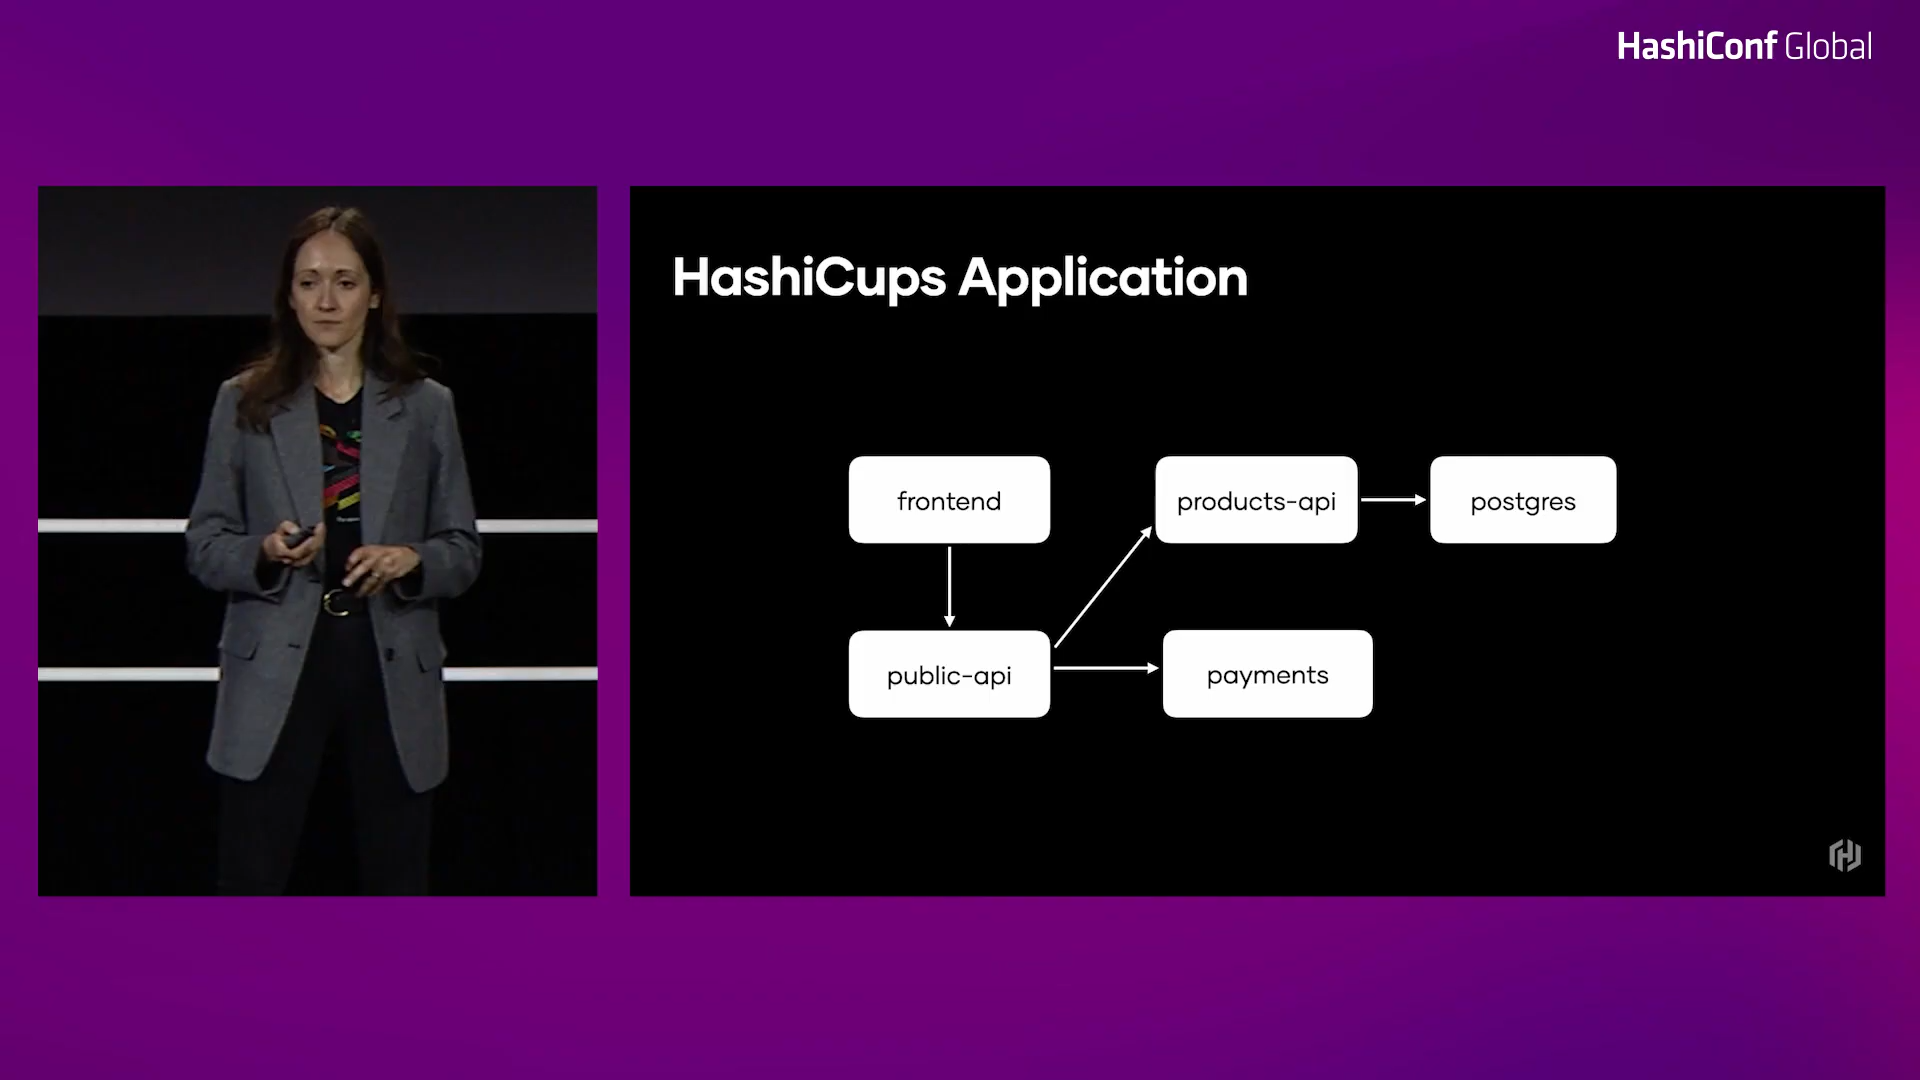 HashiConf Global
HashiCups Application
frontend
products-api
postgres
public-api
payments